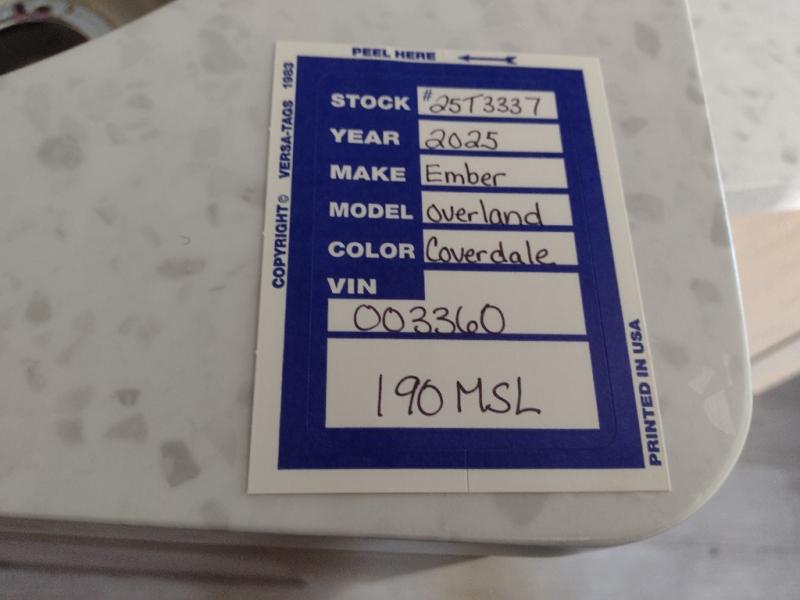 PEEL HERE
COPYRIGHT© VERSA-TAGS 1983
STOCK #25T3337
YEAR 2025
MAKE Ember
MODEL Overland
COLOR Coverdale
VIN
003360
190 MSL
PRINTED IN USA